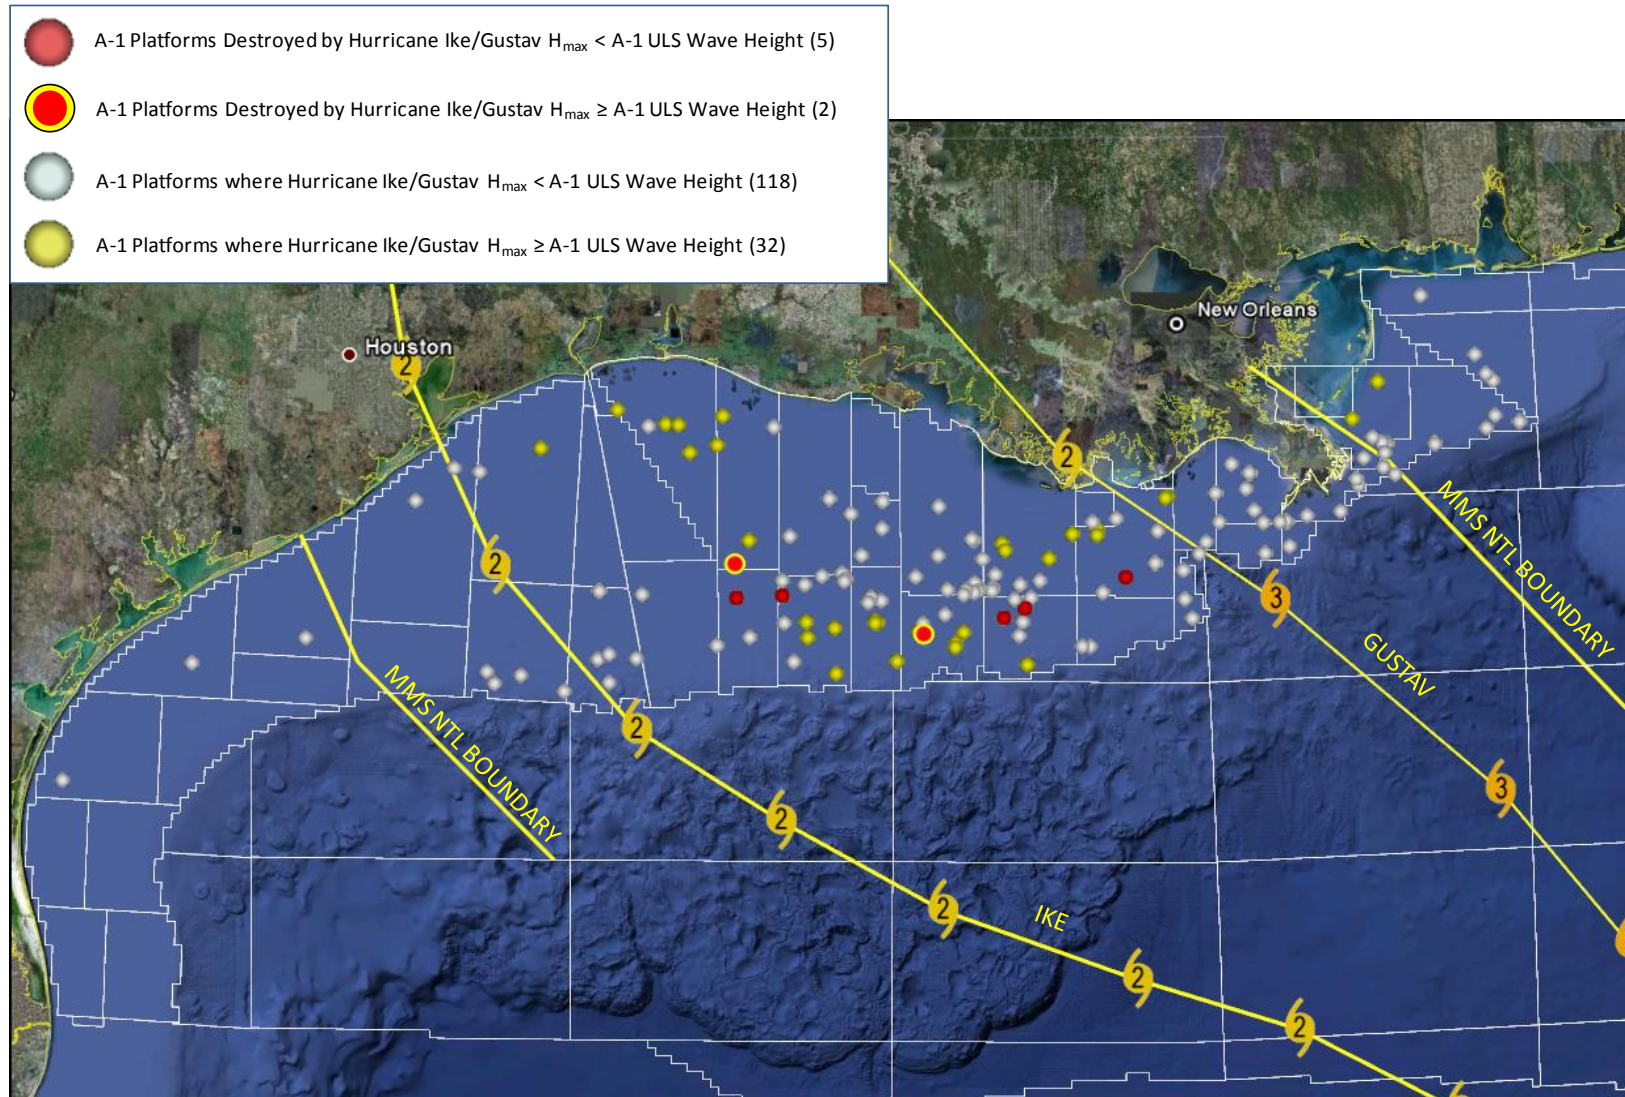 A-1 Platforms Destroyed by Hurricane Ike/Gustav Hmax < A-1 ULS Wave Height (5)
A-1 Platforms Destroyed by Hurricane Ike/Gustav Hmax ≥ A-1 ULS Wave Height (2)
A-1 Platforms where Hurricane Ike/Gustav Hmax < A-1 ULS Wave Height (118)
A-1 Platforms where Hurricane Ike/Gustav Hmax ≥ A-1 ULS Wave Height (32)
New Orleans
Houston
2
2
MMS NTL BOUNDARY
2
3
GUSTAV
MMS NTL BOUNDARY
2
3
2
2
IKE
2
2